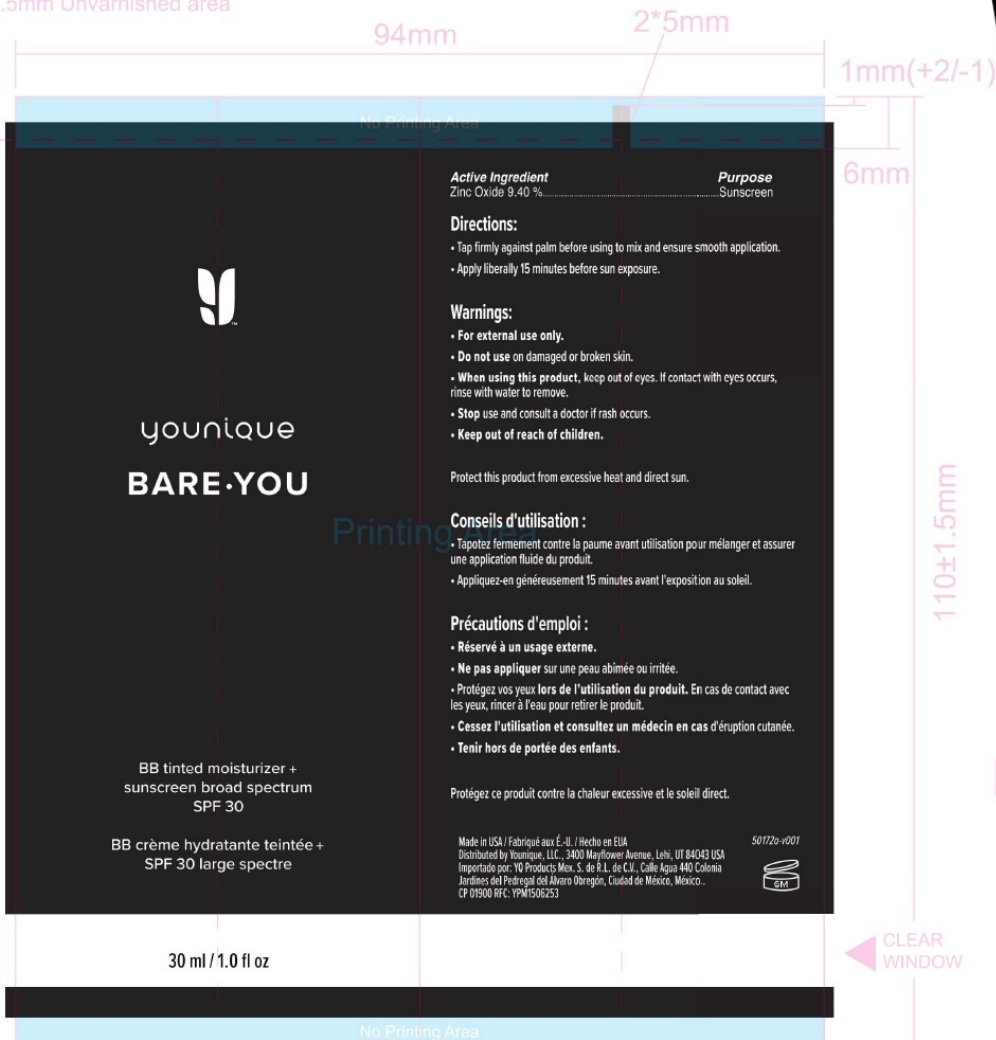 .5mm Unvarnished area
94mm
2*5mm
1mm(+2/-1)
No Printing Area
6mm
Active Ingredient Purpose
Zinc Oxide 9.40 %..........Sunscreen
Directions:
• Tap firmly against palm before using to mix and ensure smooth application.
• Apply liberally 15 minutes before sun exposure.
Warnings:
• For external use only.
• Do not use on damaged or broken skin.
• When using this product, keep out of eyes. If contact with eyes occurs,
rinse with water to remove.
• Stop use and consult a doctor if rash occurs.
• Keep out of reach of children.
Protect this product from excessive heat and direct sun.
Conseils d'utilisation :
• Tapotez fermement contre la paume avant utilisation pour mélanger et assurer
une application fluide du produit.
• Appliquez-en généreusement 15 minutes avant l'exposition au soleil.
Précautions d'emploi :
• Réservé à un usage externe.
• Ne pas appliquer sur une peau abîmée ou irritée.
• Protégez vos yeux lors de l'utilisation du produit. En cas de contact avec
les yeux, rincer à l'eau pour retirer le produit.
• Cessez l'utilisation et consultez un médecin en cas d'éruption cutanée.
• Tenir hors de portée des enfants.
Protégez ce produit contre la chaleur excessive et le soleil direct.
Made in USA / Fabriqué aux É.-U. / Hecho en EUA
Distributed by Younique, LLC., 3400 Mayflower Avenue, Lehi, UT 84043 USA
Importado por: YQ Products Mex. S. de R.L. de C.V., Calle Agua 440 Colonia
Jardines del Pedregal del Alvaro Obregón, Ciudad de México, México..
CP 01900 RFC: YPM1506253
50172a-v001
6M
TM
younique
BARE·YOU
Printing Area
BB tinted moisturizer +
sunscreen broad spectrum
SPF 30
BB crème hydratante teintée +
SPF 30 large spectre
30 ml / 1.0 fl oz
110±1.5mm
CLEAR
WINDOW
No Printing Area